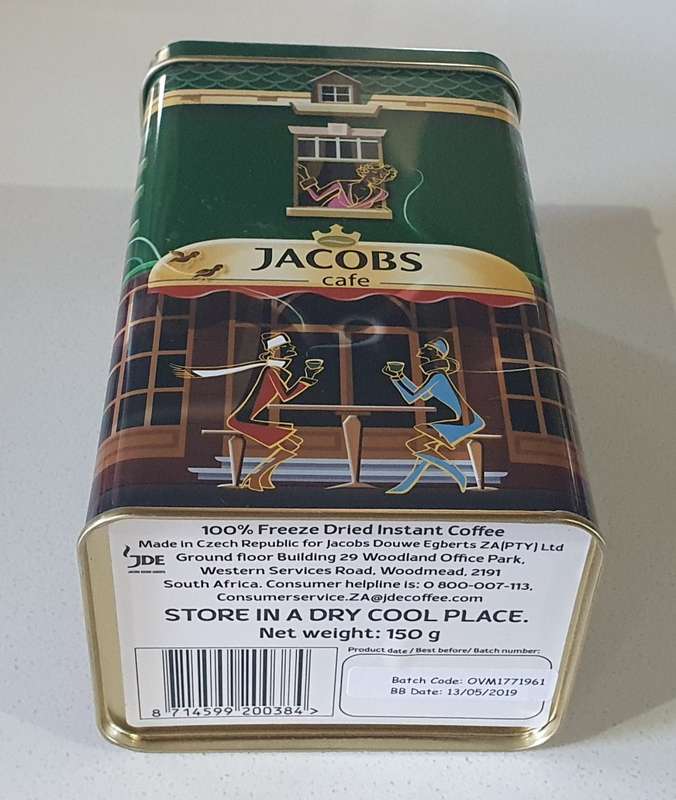 JACOBS
cafe
100% Freeze Dried Instant Coffee
Made in Czech Republic for Jacobs Douwe Egberts ZA(PTY) Ltd
JDE
JACOBS DOUWE EGBERTS
Ground floor Building 29 Woodland Office Park,
Western Services Road, Woodmead, 2191
South Africa. Consumer helpline is: 0 800-007-113,
Consumerservice.ZA@jdecoffee.com
STORE IN A DRY COOL PLACE.
Net weight: 150 g
Product date / Best before/ Batch number:
Batch Code: OVM1771961
BB Date: 13/05/2019
8 714599 200384 >